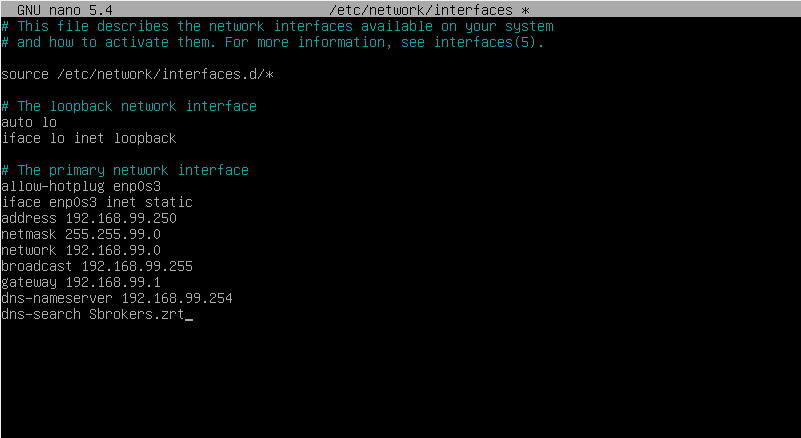 GNU nano 5.4 /etc/network/interfaces *
# This file describes the network interfaces available on your system
# and how to activate them. For more information, see interfaces(5).
source /etc/network/interfaces.d/*
# The loopback network interface
auto lo
iface lo inet loopback
# The primary network interface
allow-hotplug enp0s3
iface enp0s3 inet static
address 192.168.99.250
netmask 255.255.99.0
network 192.168.99.0
broadcast 192.168.99.255
gateway 192.168.99.1
dns-nameserver 192.168.99.254
dns-search Sbrokers.zrt_